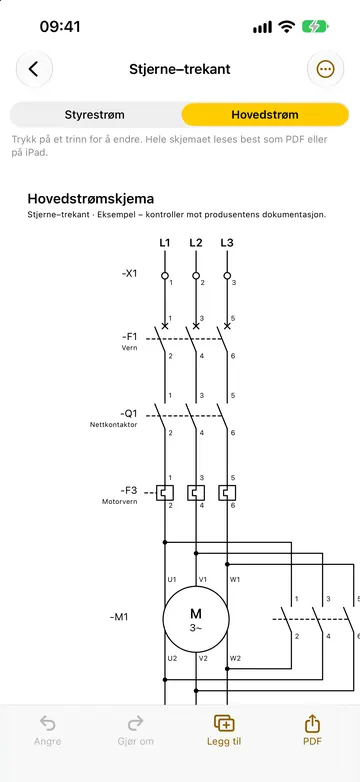 09:41
Stjerne–trekant
Styrestrøm
Hovedstrøm
Trykk på et trinn for å endre. Hele skjemaet leses best som PDF eller
på iPad.
Hovedstrømskjema
Stjerne–trekant · Eksempel – kontroller mot produsentens dokumentasjon.
L1 L2 L3
-X1
1 2 3
1 3 5
-F1
Vern
2 4 6
1 3 5
-Q1
Nettkontaktor
2 4 6
1 3 5
-F3
Motorvern
2 4 6
U1 V1 W1
1 3 5
-M1
M
3~
2 4 6
U2 V2 W2
Angre
Gjør om
Legg til
PDF